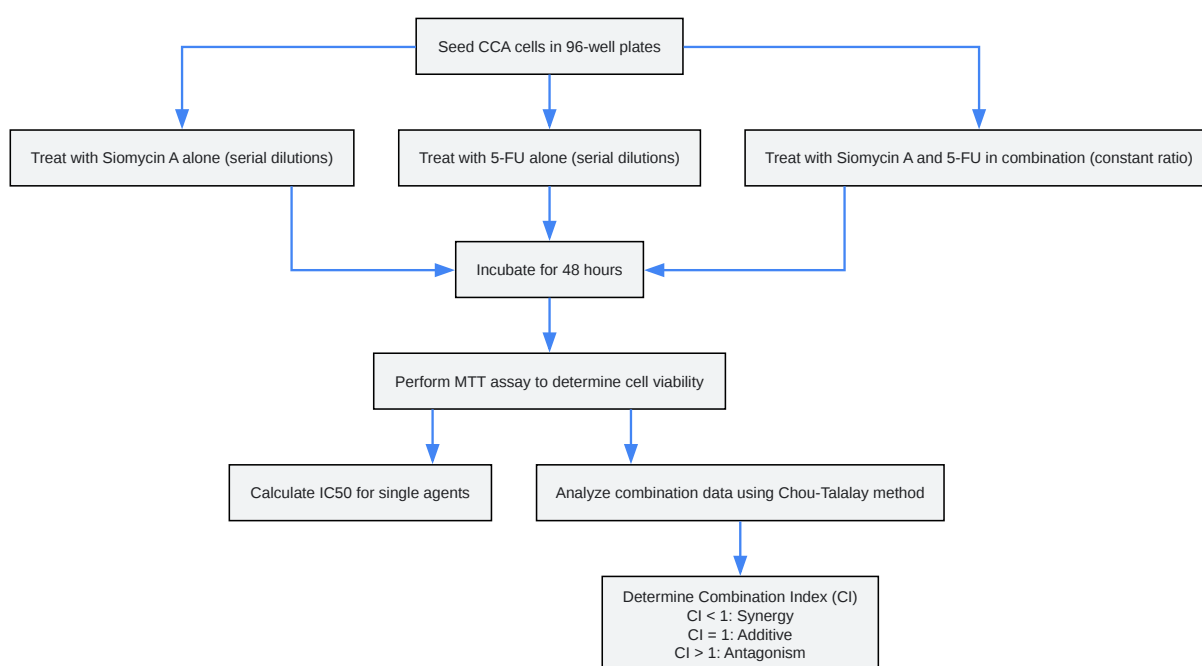 Seed CCA cells in 96-well plates
Treat with Siomycin A alone (serial dilutions)
Treat with 5-FU alone (serial dilutions)
Treat with Siomycin A and 5-FU in combination (constant ratio)
Incubate for 48 hours
Perform MTT assay to determine cell viability
Calculate IC50 for single agents
Analyze combination data using Chou-Talalay method
Determine Combination Index (CI)
CI < 1: Synergy
CI = 1: Additive
CI > 1: Antagonism